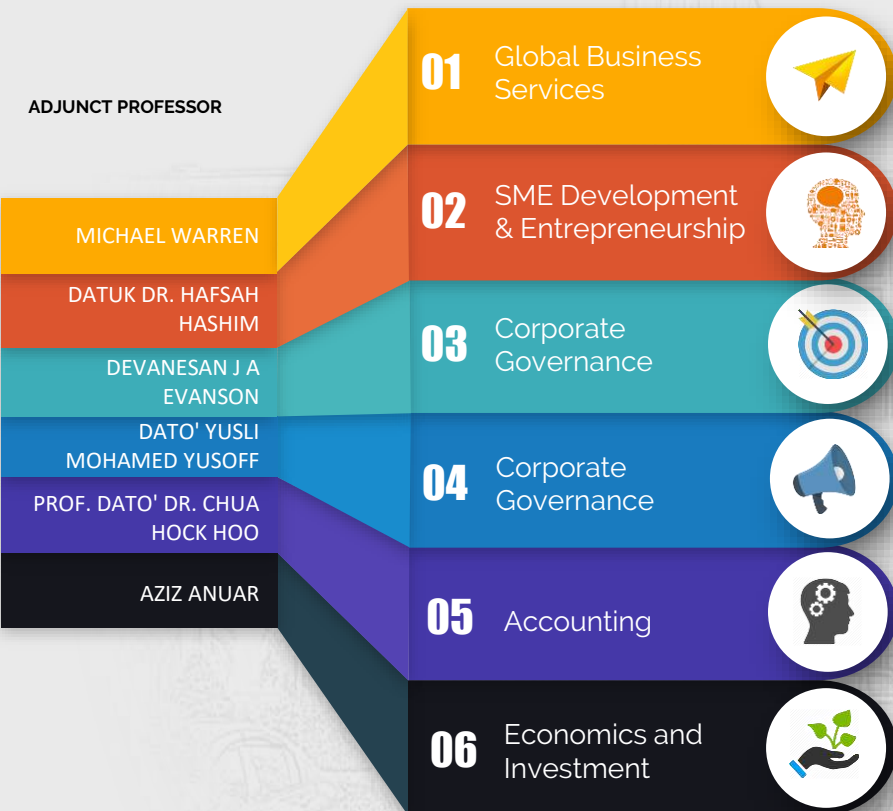 ADJUNCT PROFESSOR
MICHAEL WARREN
DATUK DR. HAFSAH
HASHIM
DEVANESAN J A
EVANSON
DATO' YUSLI
MOHAMED YUSOFF
PROF. DATO' DR. CHUA
HOCK HOO
AZIZ ANUAR
01
Global Business
Services
02
SME Development
& Entrepreneurship
03
Corporate
Governance
04
Corporate
Governance
05
Accounting
06
Economics and
Investment